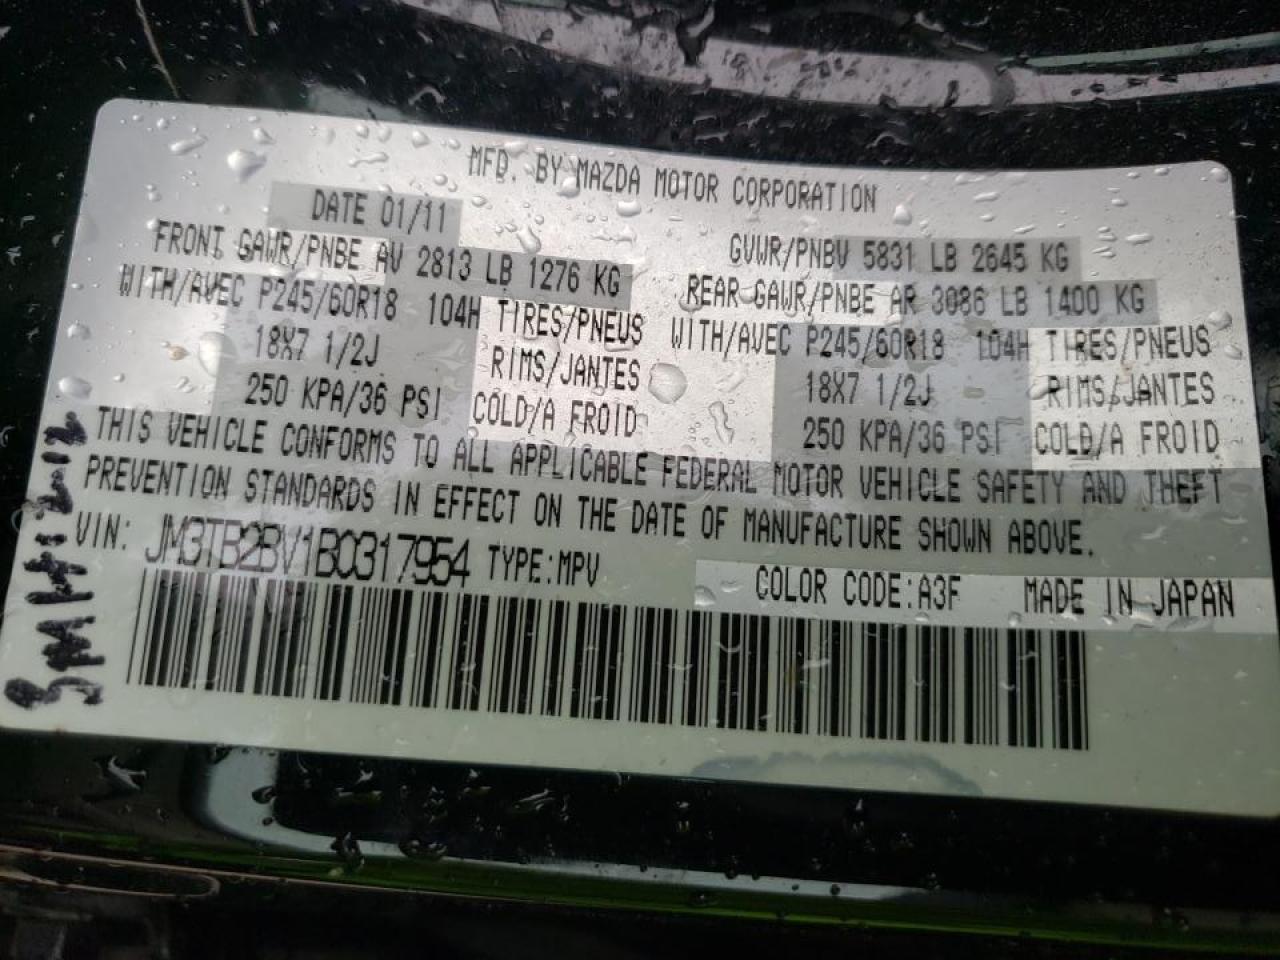 MFD. BY MAZDA MOTOR CORPORATION
DATE 01/11
GVWR/PNBV 5831 LB 2645 KG
FRONT GAWR/PNBE AV 2813 LB 1276 KG
REAR GAWR/PNBE AR 3086 LB 1400 KG
WITH/AVEC P245/60R18 104H TIRES/PNEUS
WITH/AVEC P245/60R18 104H TIRES/PNEUS
18X7 1/2J RIMS/JANTES
18X7 1/2J RIMS/JANTES
250 KPA/36 PSI COLD/A FROID
250 KPA/36 PSI COLD/A FROID
THIS VEHICLE CONFORMS TO ALL APPLICABLE FEDERAL MOTOR VEHICLE SAFETY AND THEFT
PREVENTION STANDARDS IN EFFECT ON THE DATE OF MANUFACTURE SHOWN ABOVE.
VIN: JM3TB2BV1B0317954 TYPE:MPV
COLOR CODE:A3F MADE IN JAPAN